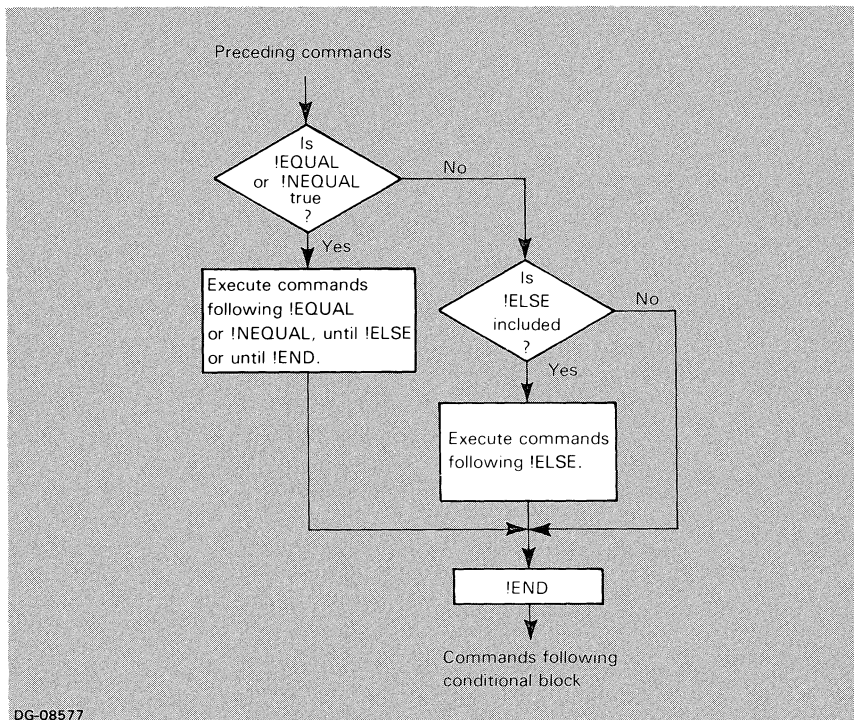 Preceding commands
Is
!EQUAL
or !NEQUAL
true
?
No
Yes
Execute commands
following !EQUAL
or !NEQUAL, until !ELSE
or until !END.
Is
!ELSE
included
?
No
Yes
Execute commands
following !ELSE.
!END
Commands following
conditional block
DG-08577